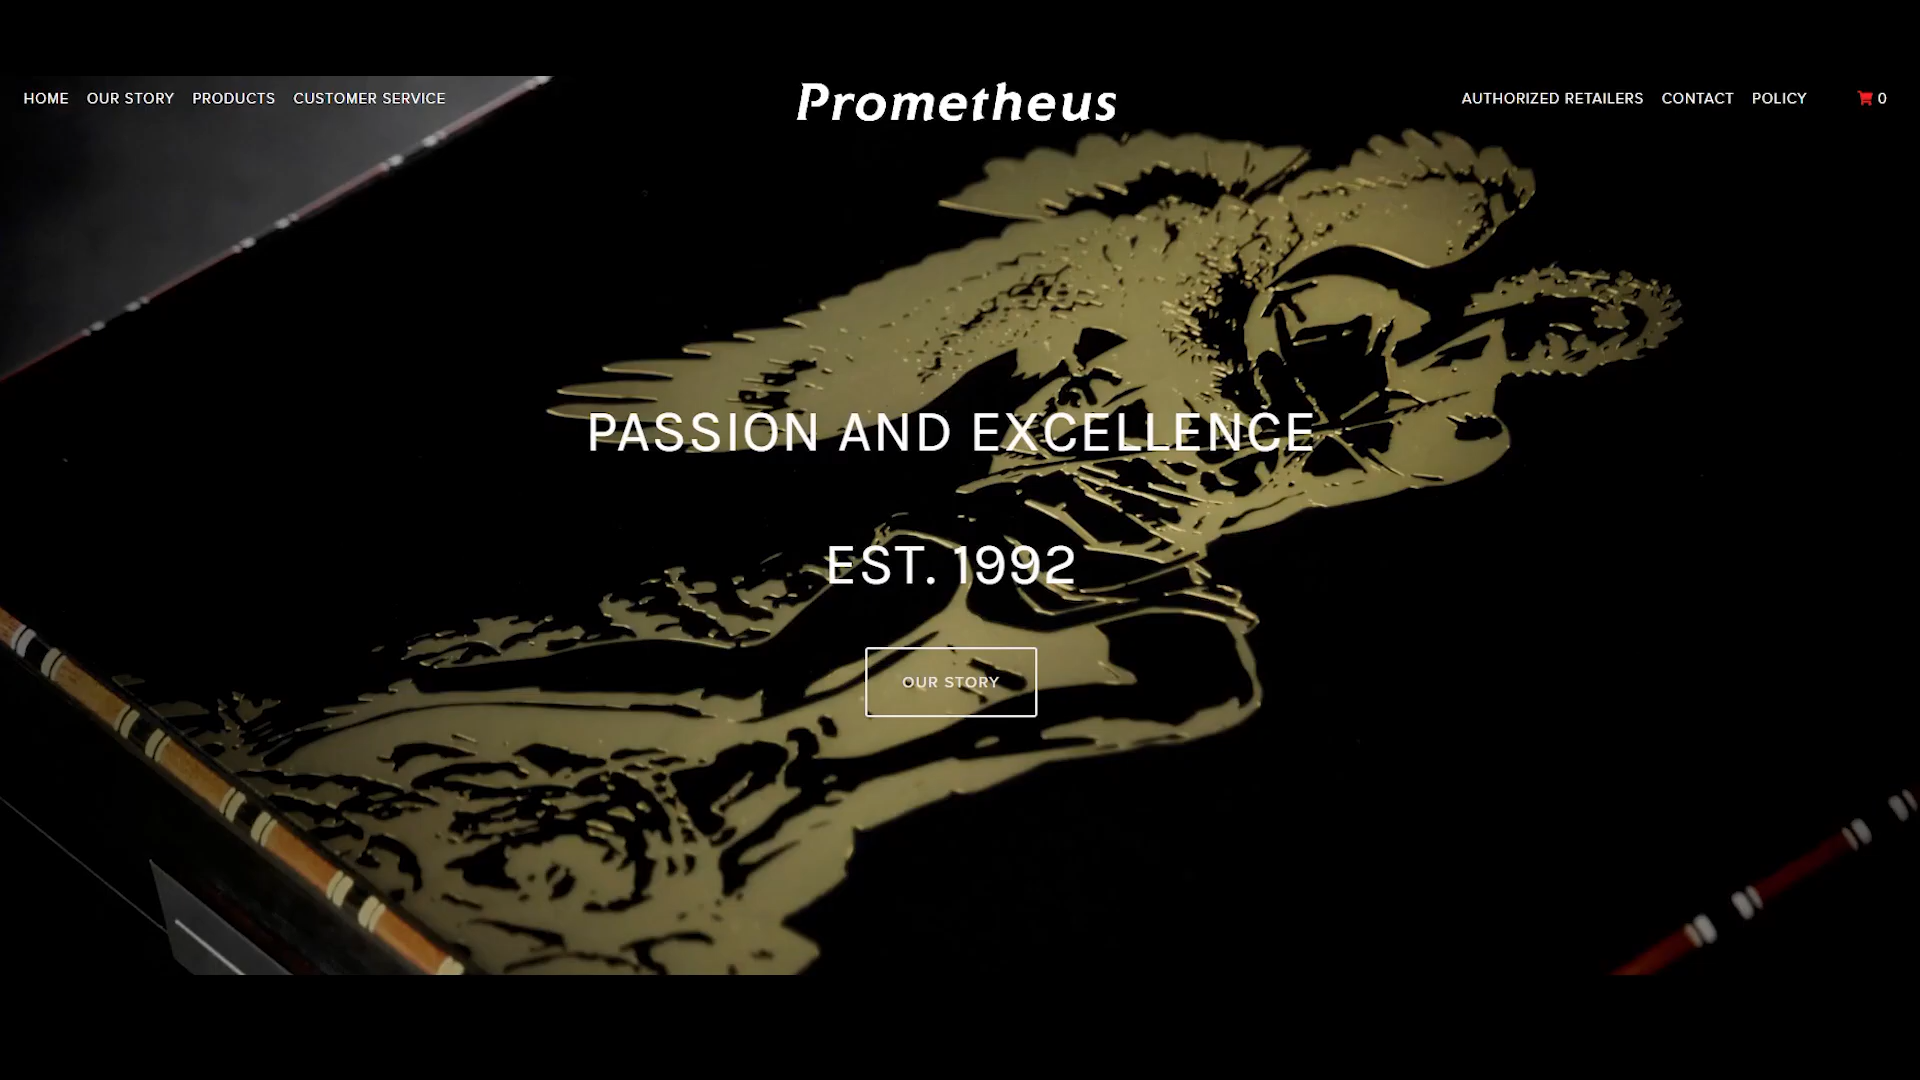 HOME OUR STORY PRODUCTS CUSTOMER SERVICE
Prometheus
AUTHORIZED RETAILERS CONTACT POLICY 0
PASSION AND EXCELLENCE
EST. 1992
OUR STORY